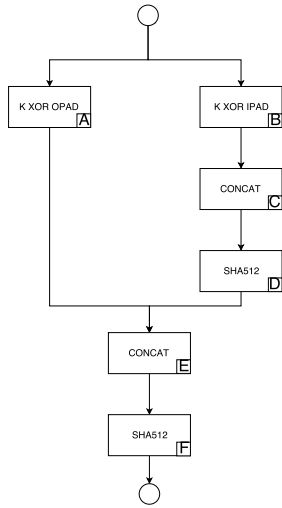 K XOR OPAD
A
K XOR IPAD
B
CONCAT
C
SHA512
D
CONCAT
E
SHA512
F